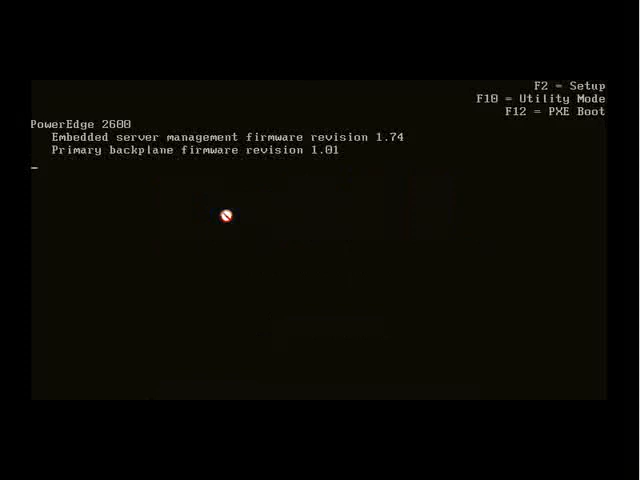 F2 = Setup
F10 = Utility Mode
F12 = PXE Boot
PowerEdge 2600
Embedded server management firmware revision 1.74
Primary backplane firmware revision 1.01